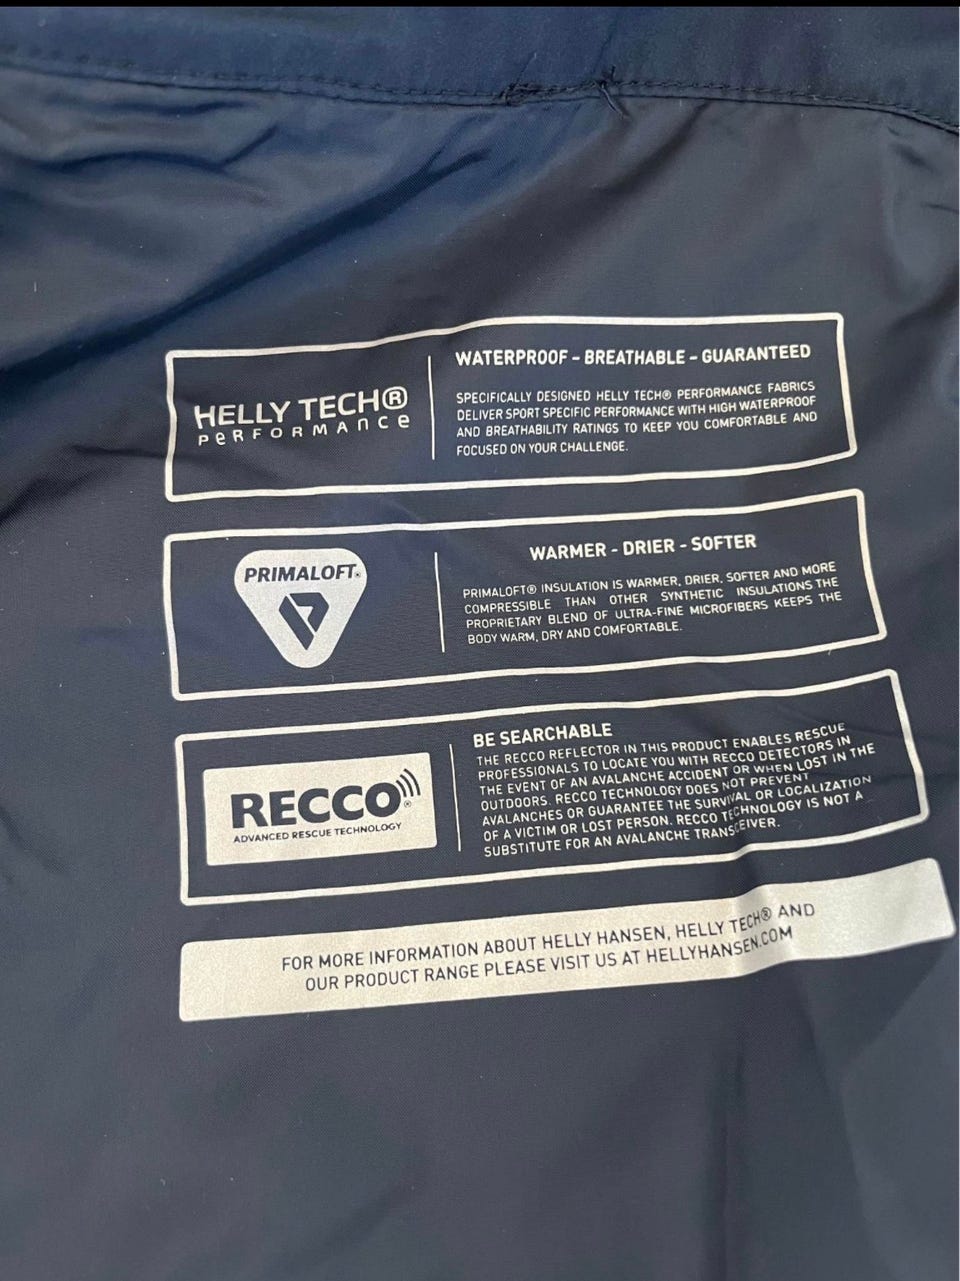 HELLY TECH®
PERFORMANCE
WATERPROOF - BREATHABLE - GUARANTEED
SPECIFICALLY DESIGNED HELLY TECH® PERFORMANCE FABRICS
DELIVER SPORT SPECIFIC PERFORMANCE WITH HIGH WATERPROOF
AND BREATHABILITY RATINGS TO KEEP YOU COMFORTABLE AND
FOCUSED ON YOUR CHALLENGE.
PRIMALOFT®
WARMER - DRIER - SOFTER
PRIMALOFT® INSULATION IS WARMER, DRIER, SOFTER AND MORE
COMPRESSIBLE THAN OTHER SYNTHETIC INSULATIONS THE
PROPRIETARY BLEND OF ULTRA-FINE MICROFIBERS KEEPS THE
BODY WARM, DRY AND COMFORTABLE.
RECCO®
ADVANCED RESCUE TECHNOLOGY
BE SEARCHABLE
THE RECCO REFLECTOR IN THIS PRODUCT ENABLES RESCUE
PROFESSIONALS TO LOCATE YOU WITH RECCO DETECTORS IN
THE EVENT OF AN AVALANCHE ACCIDENT OR WHEN LOST IN THE
OUTDOORS. RECCO TECHNOLOGY DOES NOT PREVENT
AVALANCHES OR GUARANTEE THE SURVIVAL OR LOCALIZATION
OF A VICTIM OR LOST PERSON. RECCO TECHNOLOGY IS NOT A
SUBSTITUTE FOR AN AVALANCHE TRANSCEIVER.
FOR MORE INFORMATION ABOUT HELLY HANSEN, HELLY TECH® AND
OUR PRODUCT RANGE PLEASE VISIT US AT HELLYHANSEN.COM